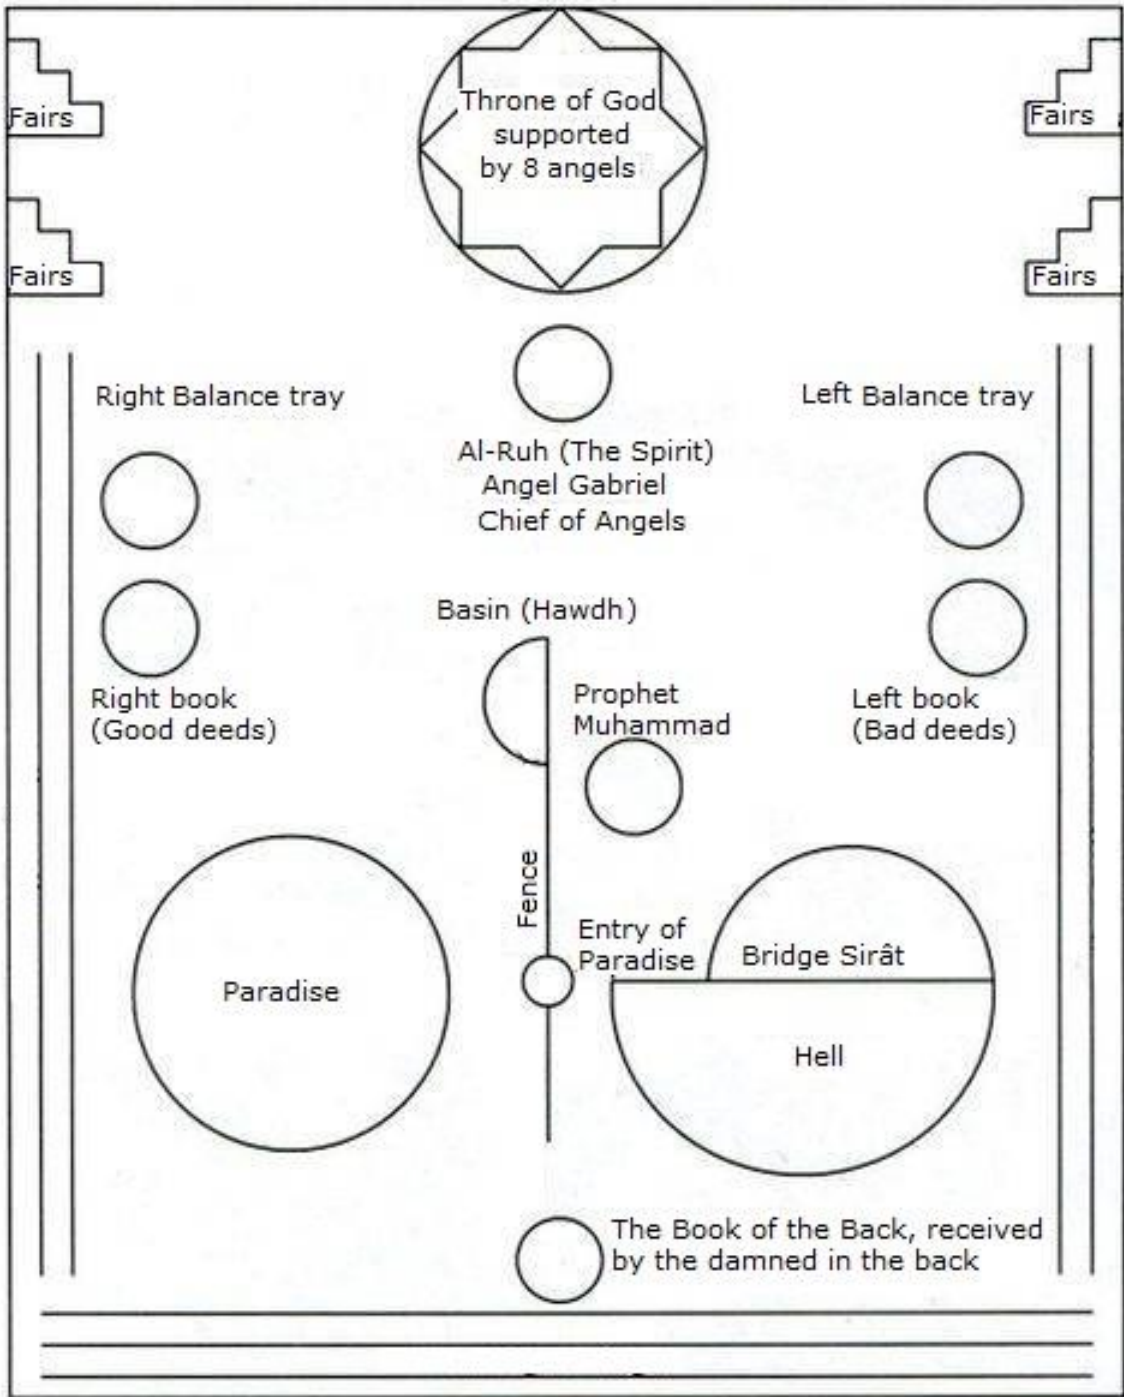 Throne of God
supported
by 8 angels
Fairs
Fairs
Fairs
Fairs
Right Balance tray
Left Balance tray
Al-Ruh (The Spirit)
Angel Gabriel
Chief of Angels
Basin (Hawdh)
Right book
(Good deeds)
Prophet
Muhammad
Left book
(Bad deeds)
Fence
Entry of
Paradise
Bridge Sirât
Paradise
Hell
The Book of the Back, received
by the damned in the back